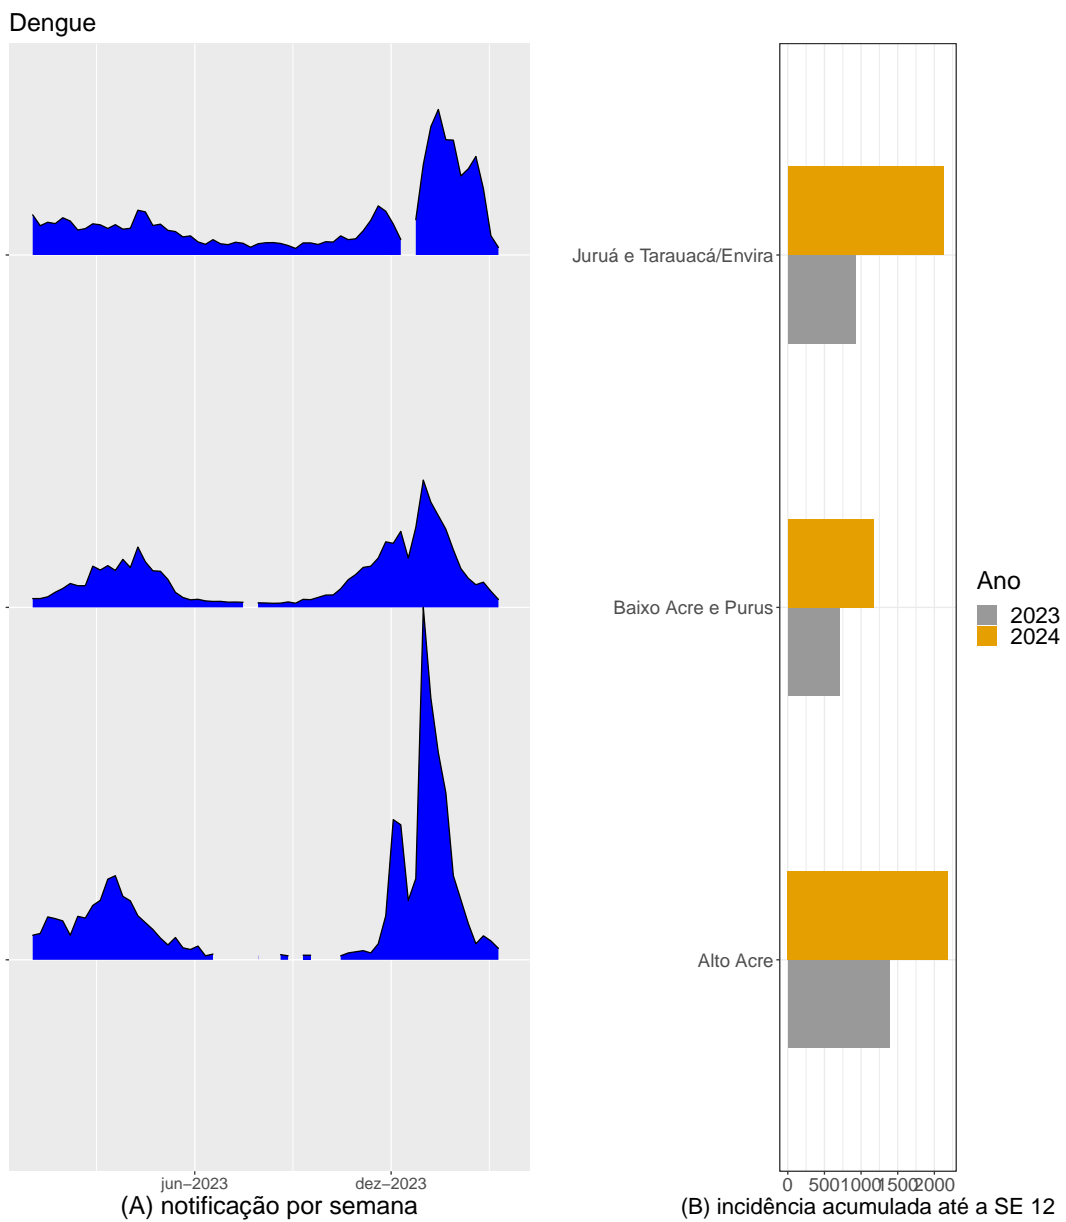 Dengue
Juruá e Tarauacá/Envira
Baixo Acre e Purus
Alto Acre
Ano
2023
2024
jun–2023
dez–2023
0
500
1000
1500
2000
(A) notificação por semana
(B) incidência acumulada até a SE 12